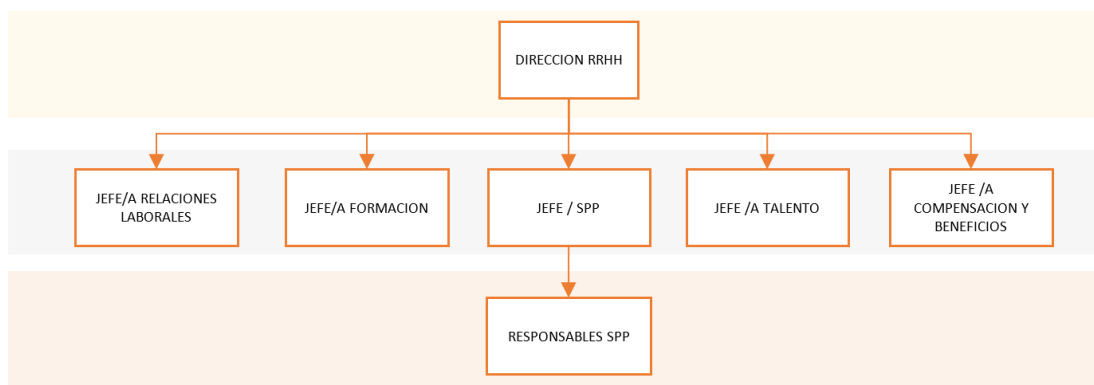 DIRECCION RRHH
JEFE/A RELACIONES
LABORALES
JEFE/A FORMACION
JEFE / SPP
JEFE /A TALENTO
JEFE /A
COMPENSACION Y
BENEFICIOS
RESPONSABLES SPP